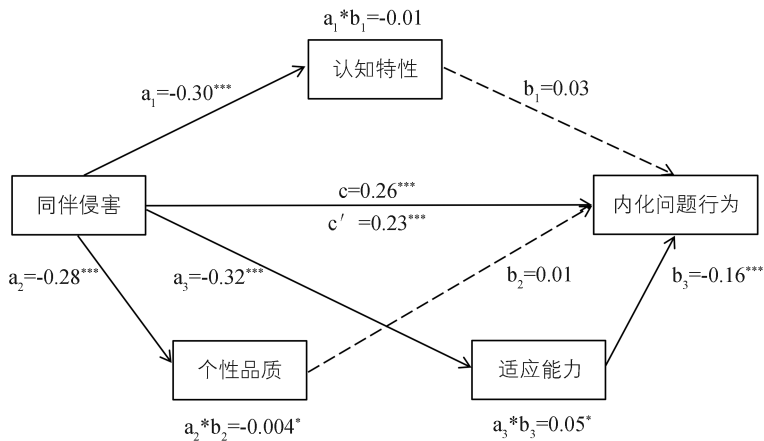 a₁*b₁=-0.01
认知特性
a₁=-0.30***
b₁=0.03
同伴侵害
c=0.26***
c′ =0.23***
内化问题行为
a₂=-0.28***
a₃=-0.32***
b₂=0.01
b₃=-0.16***
个性品质
适应能力
a₂*b₂=-0.004*
a₃*b₃=0.05*